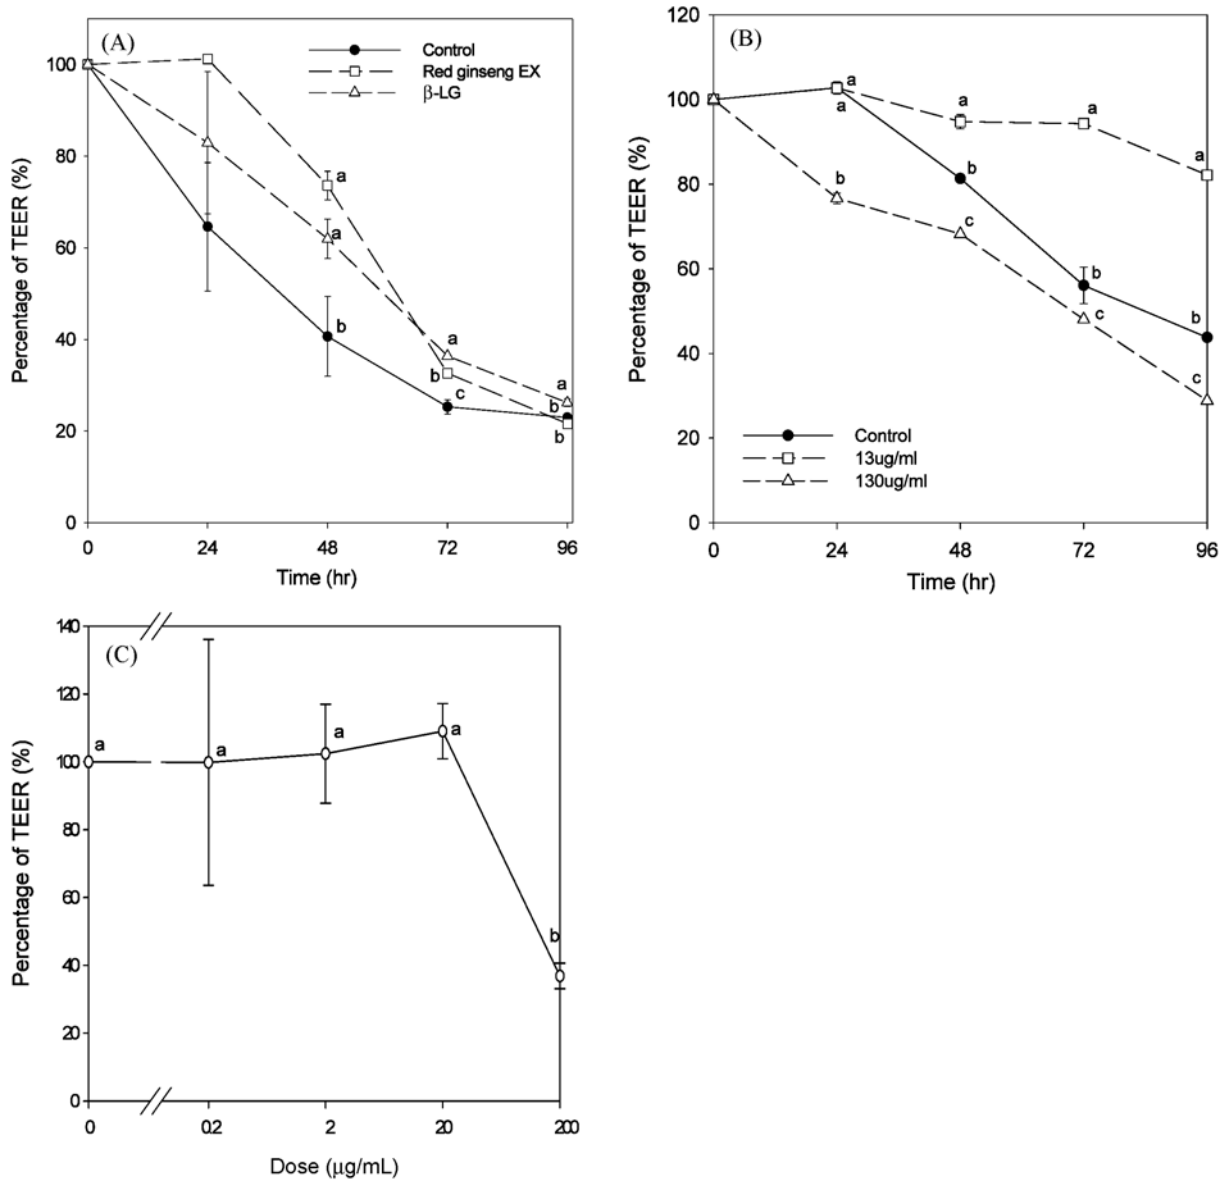 (A)
Control
Red ginseng EX
β-LG
Percentage of TEER (%)
100
80
60
40
20
0
a
a
b
a
b
c
a
b
b
0 24 48 72 96
Time (hr)
(B)
Percentage of TEER (%)
120
100
80
60
40
20
0
a
a
a
a
a
b
b
c
b
c
b
c
Control
13ug/ml
130ug/ml
0 24 48 72 96
Time (hr)
(C)
Percentage of TEER (%)
140
120
100
80
60
40
20
0
a
a
a
a
b
0 0.2 2 20 200
Dose (μg/mL)